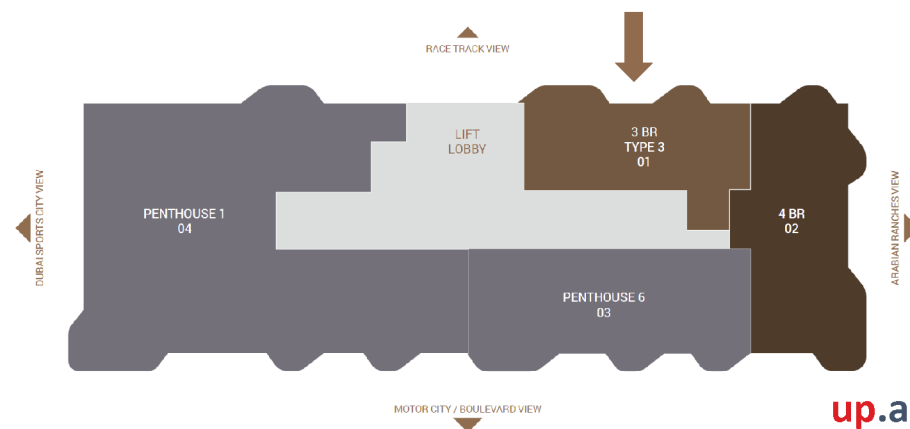 RACE TRACK VIEW
LIFT
LOBBY
3 BR
TYPE 3
01
PENTHOUSE 1
04
4 BR
02
DUBAI SPORTS CITY VIEW
ARABIAN RANCHES VIEW
PENTHOUSE 6
03
MOTOR CITY / BOULEVARD VIEW
up.a